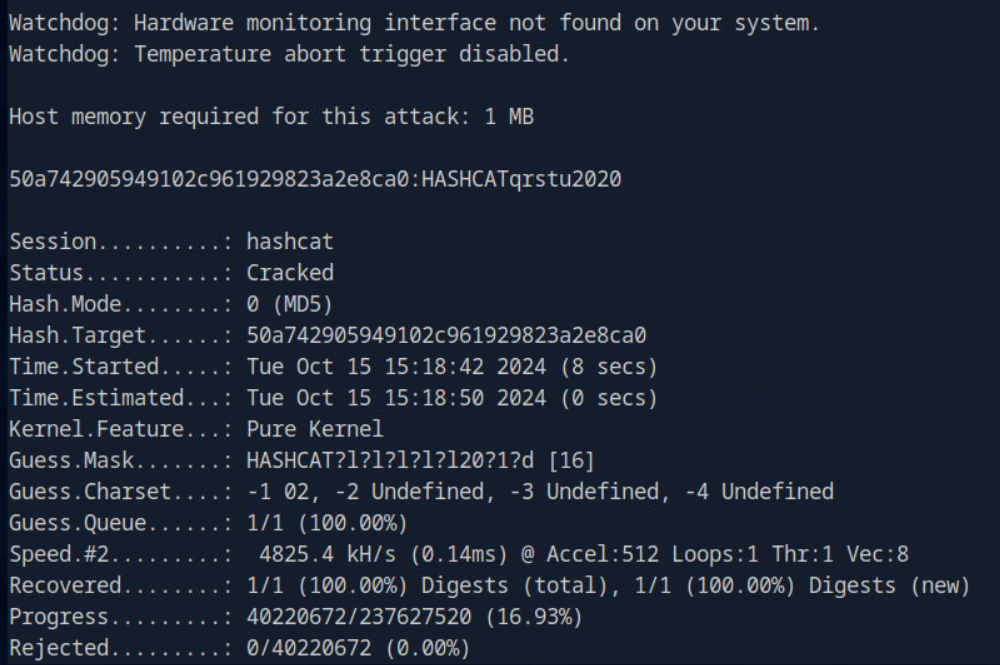 Watchdog: Hardware monitoring interface not found on your system.
Watchdog: Temperature abort trigger disabled.
Host memory required for this attack: 1 MB
50a742905949102c961929823a2e8ca0:HASHCATqrstu2020
Session..........: hashcat
Status...........: Cracked
Hash.Mode........: 0 (MD5)
Hash.Target......: 50a742905949102c961929823a2e8ca0
Time.Started.....: Tue Oct 15 15:18:42 2024 (8 secs)
Time.Estimated...: Tue Oct 15 15:18:50 2024 (0 secs)
Kernel.Feature...: Pure Kernel
Guess.Mask.......: HASHCAT?l?l?l?l?l20?1?d [16]
Guess.Charset....: -1 02, -2 Undefined, -3 Undefined, -4 Undefined
Guess.Queue......: 1/1 (100.00%)
Speed.#2.........:  4825.4 kH/s (0.14ms) @ Accel:512 Loops:1 Thr:1 Vec:8
Recovered........: 1/1 (100.00%) Digests (total), 1/1 (100.00%) Digests (new)
Progress.........: 40220672/237627520 (16.93%)
Rejected.........: 0/40220672 (0.00%)